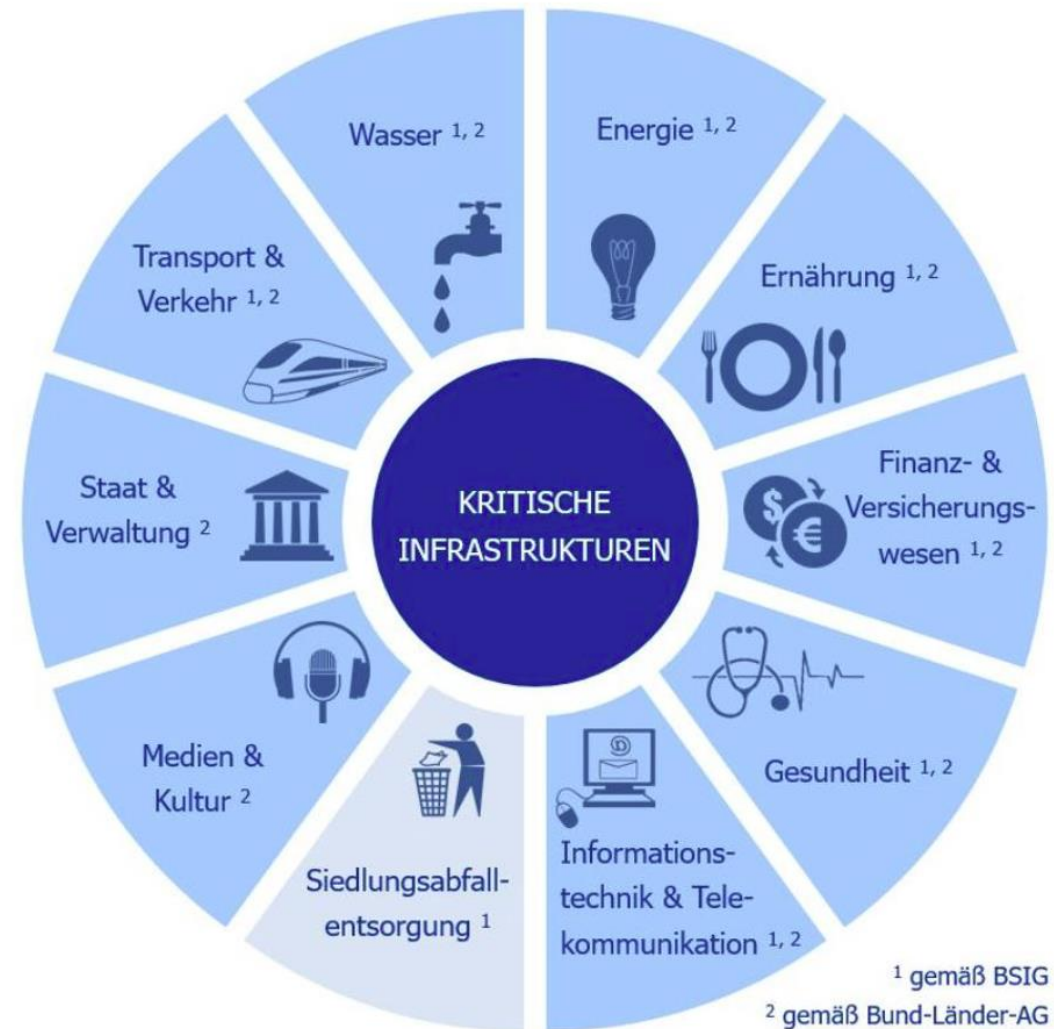 Wasser 1, 2
Energie 1, 2
Transport &
Verkehr 1, 2
Ernährung 1, 2
Staat &
Verwaltung 2
KRITISCHE
INFRASTRUKTUREN
$
€
Finanz- &
Versicherungs-
wesen 1, 2
Medien &
Kultur 2
@
Gesundheit 1, 2
Siedlungsabfall-
entsorgung 1
Informations-
technik & Tele-
kommunikation 1, 2
1 gemäß BSIG
2 gemäß Bund-Länder-AG